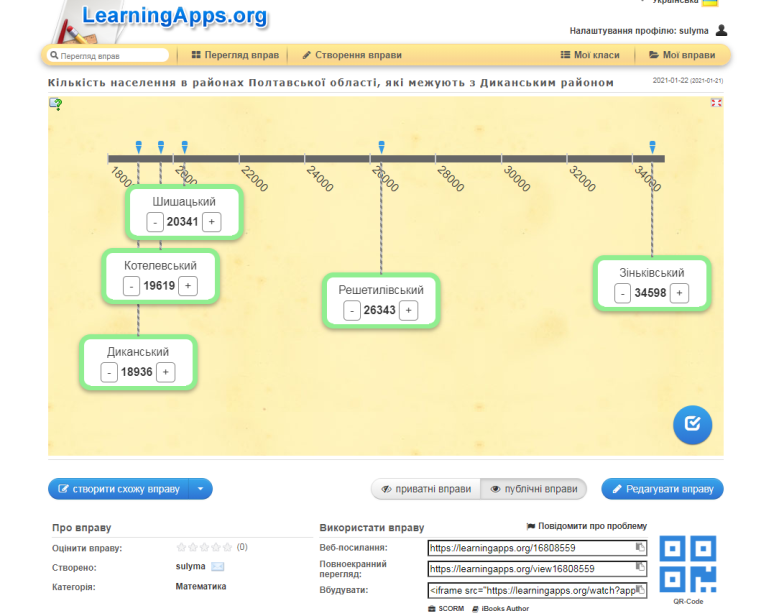 Українська
LearningApps.org
Налаштування профілю: sulyma
Перегляд вправ
Перегляд вправ
Створення вправи
Мої класи
Мої вправи
Кількість населення в районах Полтавської області, які межують з Диканським районом
2021-01-22 (2021-01-21)
18000
20000
22000
24000
26000
28000
30000
32000
34000
Шишацький
- 20341 +
Котелевський
- 19619 +
Зіньківський
- 34598 +
Решетилівський
- 26343 +
Диканський
- 18936 +
створити схожу вправу
приватні вправи
публічні вправи
Редагувати вправу
Про вправу
Використати вправу
Повідомити про проблему
Оцінити вправу:
(0)
Веб-посилання:
https://learningapps.org/16808559
Створено:
sulyma
Повноекранний перегляд:
https://learningapps.org/view16808559
Категорія:
Математика
Вбудувати:
<iframe src="https://learningapps.org/watch?app
SCORM
iBooks Author
QR-Code